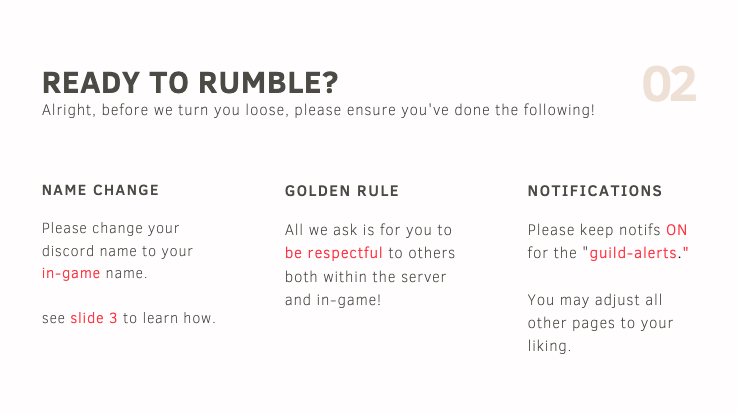 READY TO RUMBLE?
02
Alright, before we turn you loose, please ensure you've done the following!
NAME CHANGE
Please change your
discord name to your
in-game name.
see slide 3 to learn how.
GOLDEN RULE
All we ask is for you to
be respectful to others
both within the server
and in-game!
NOTIFICATIONS
Please keep notifs ON
for the "guild-alerts."
You may adjust all
other pages to your
liking.